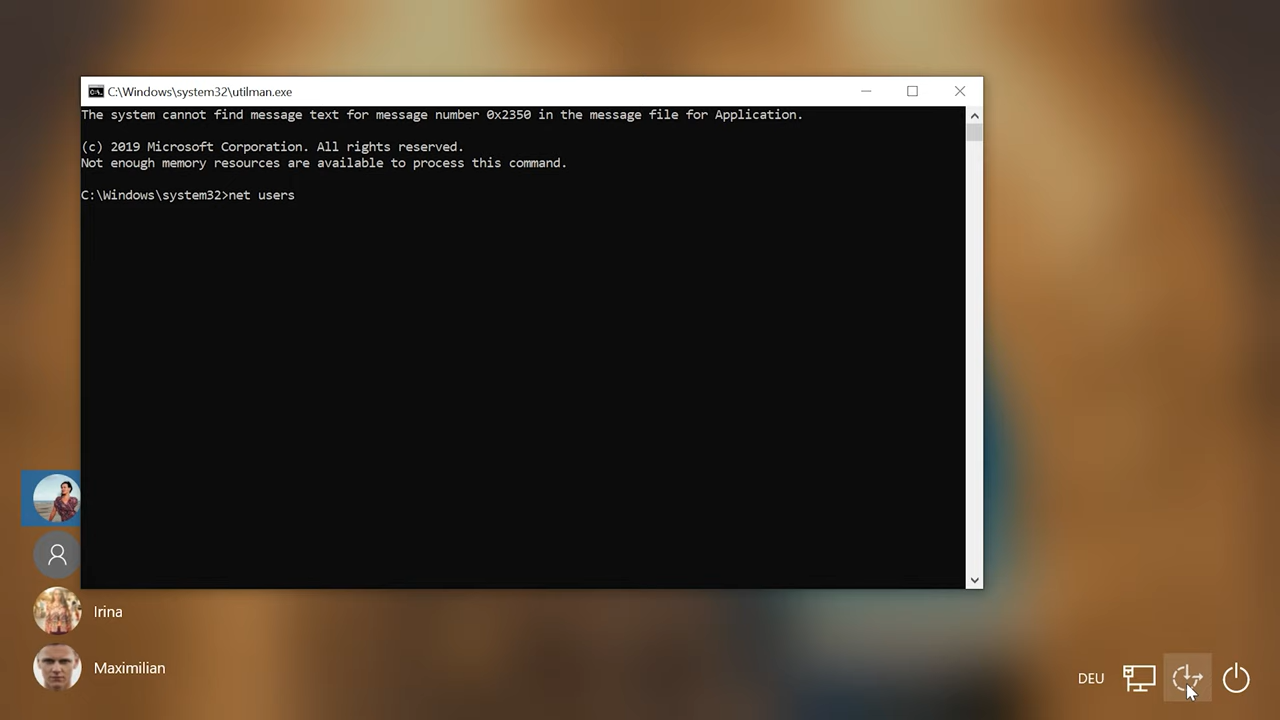 C:\Windows\system32\utilman.exe
The system cannot find message text for message number 0x2350 in the message file for Application.
(c) 2019 Microsoft Corporation. All rights reserved.
Not enough memory resources are available to process this command.
C:\Windows\system32>net users
Irina
Maximilian
DEU